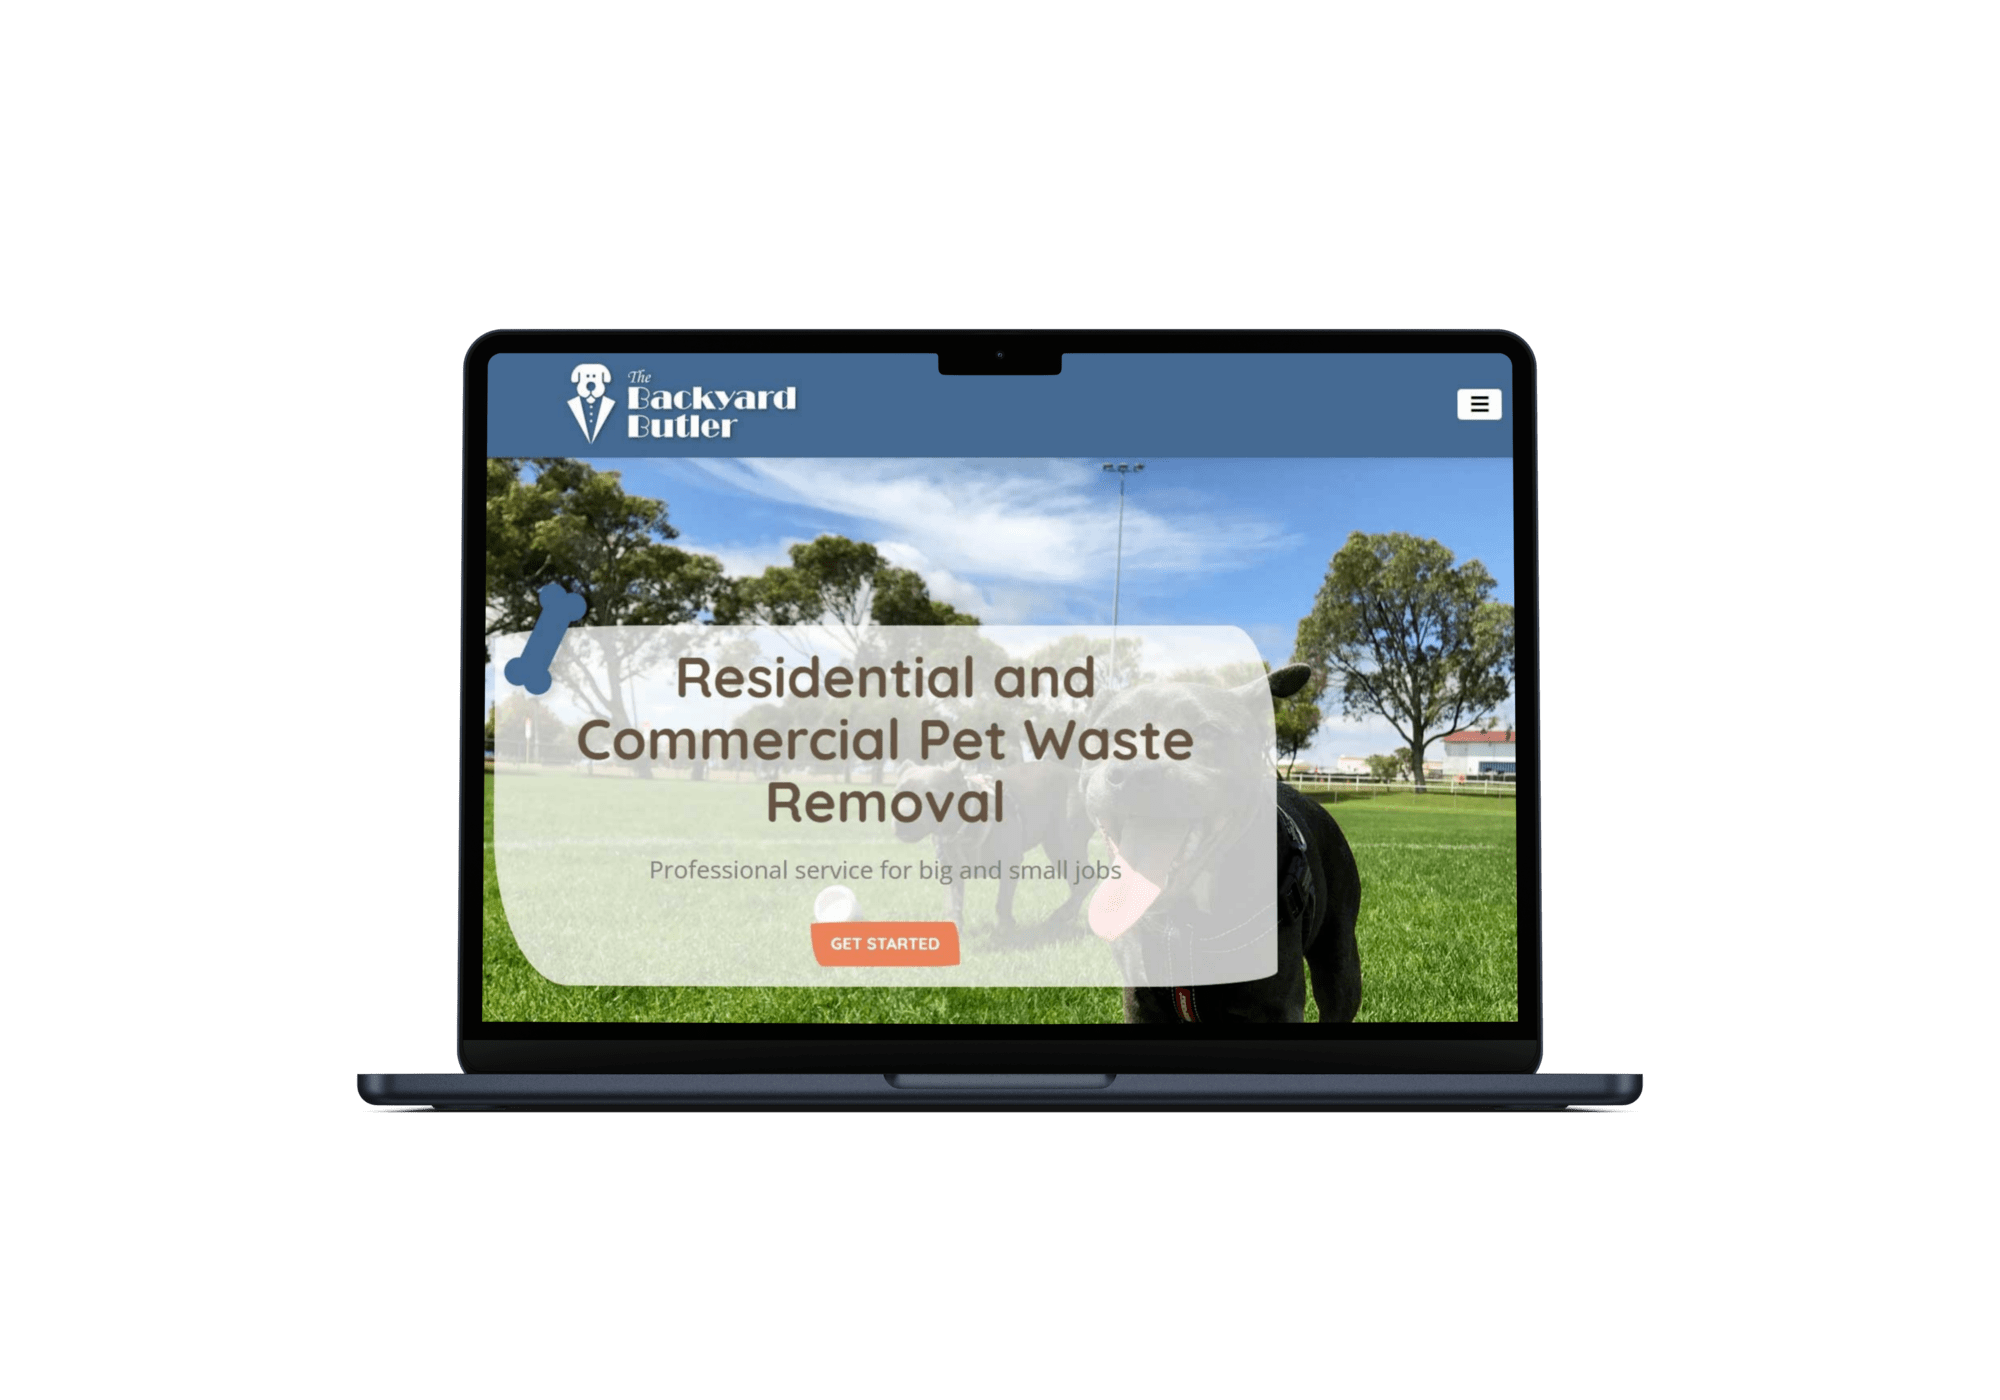 The
Backyard
Butler
Residential and
Commercial Pet Waste
Removal
Professional service for big and small jobs
GET STARTED